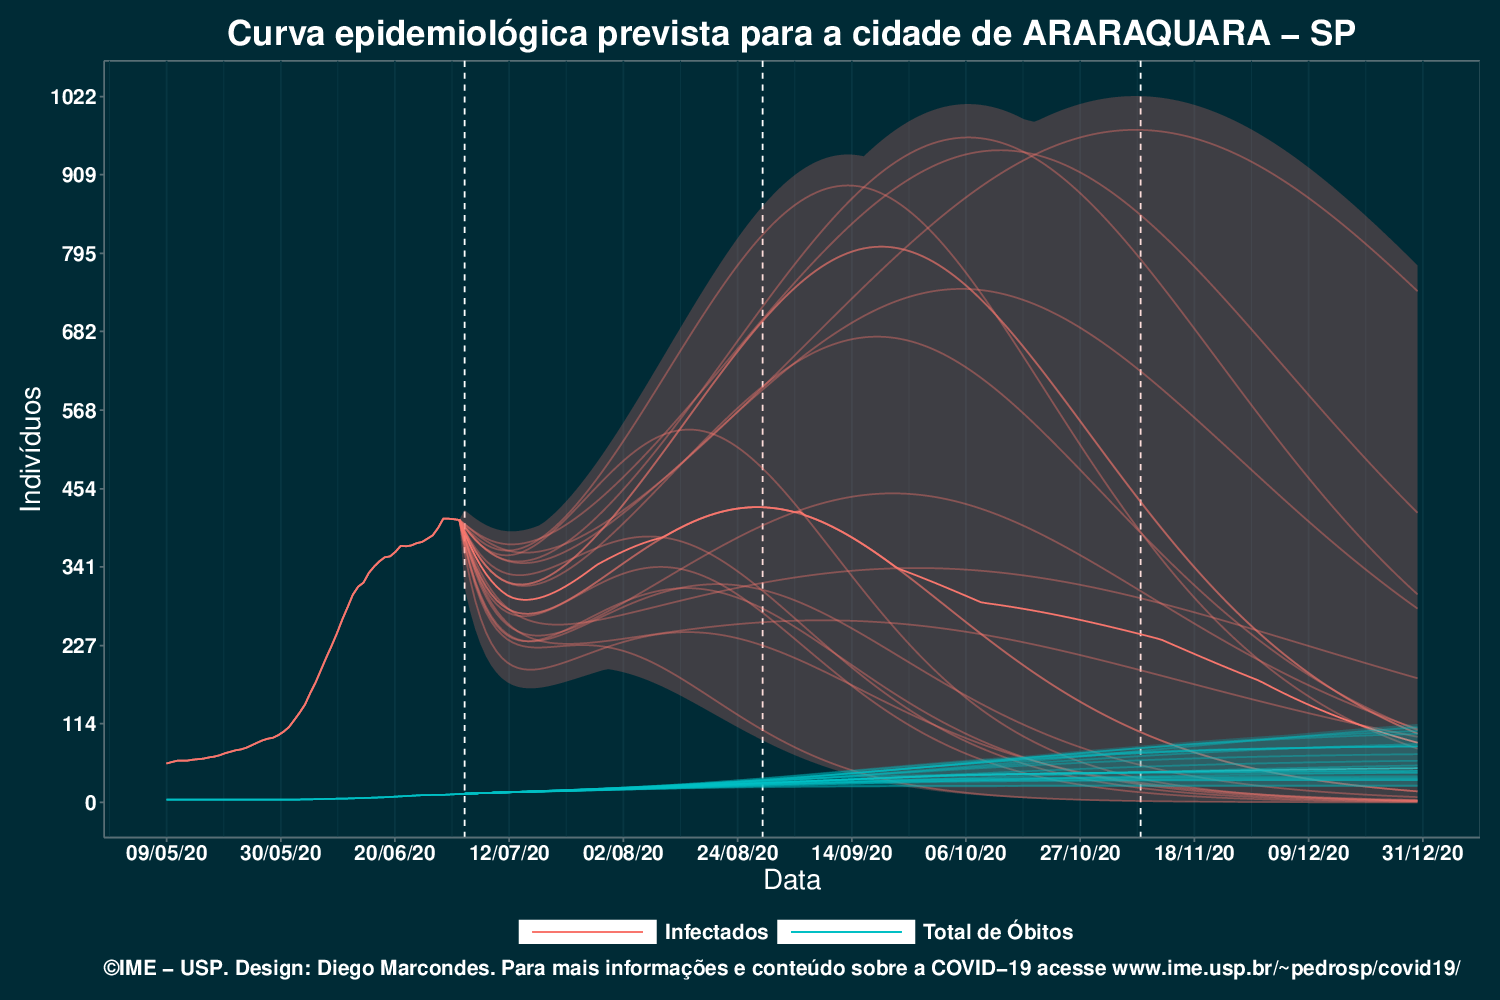 Curva epidemiológica prevista para a cidade de ARARAQUARA – SP
Indivíduos
1022
909
795
682
568
454
341
227
114
0
09/05/20 30/05/20 20/06/20 12/07/20 02/08/20 24/08/20 14/09/20 06/10/20 27/10/20 18/11/20 09/12/20 31/12/20
Data
Infectados Total de Óbitos
©IME – USP. Design: Diego Marcondes. Para mais informações e conteúdo sobre a COVID–19 acesse www.ime.usp.br/~pedrosp/covid19/